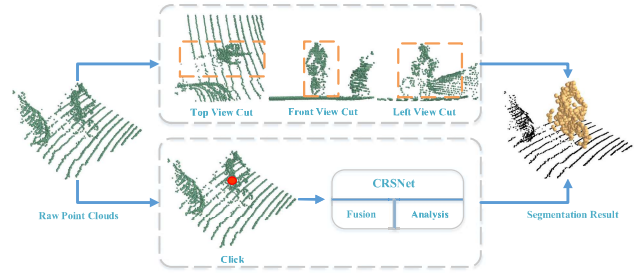 Top View Cut
Front View Cut
Left View Cut
Raw Point Clouds
Click
CRSNet
Fusion
Analysis
Segmentation Result